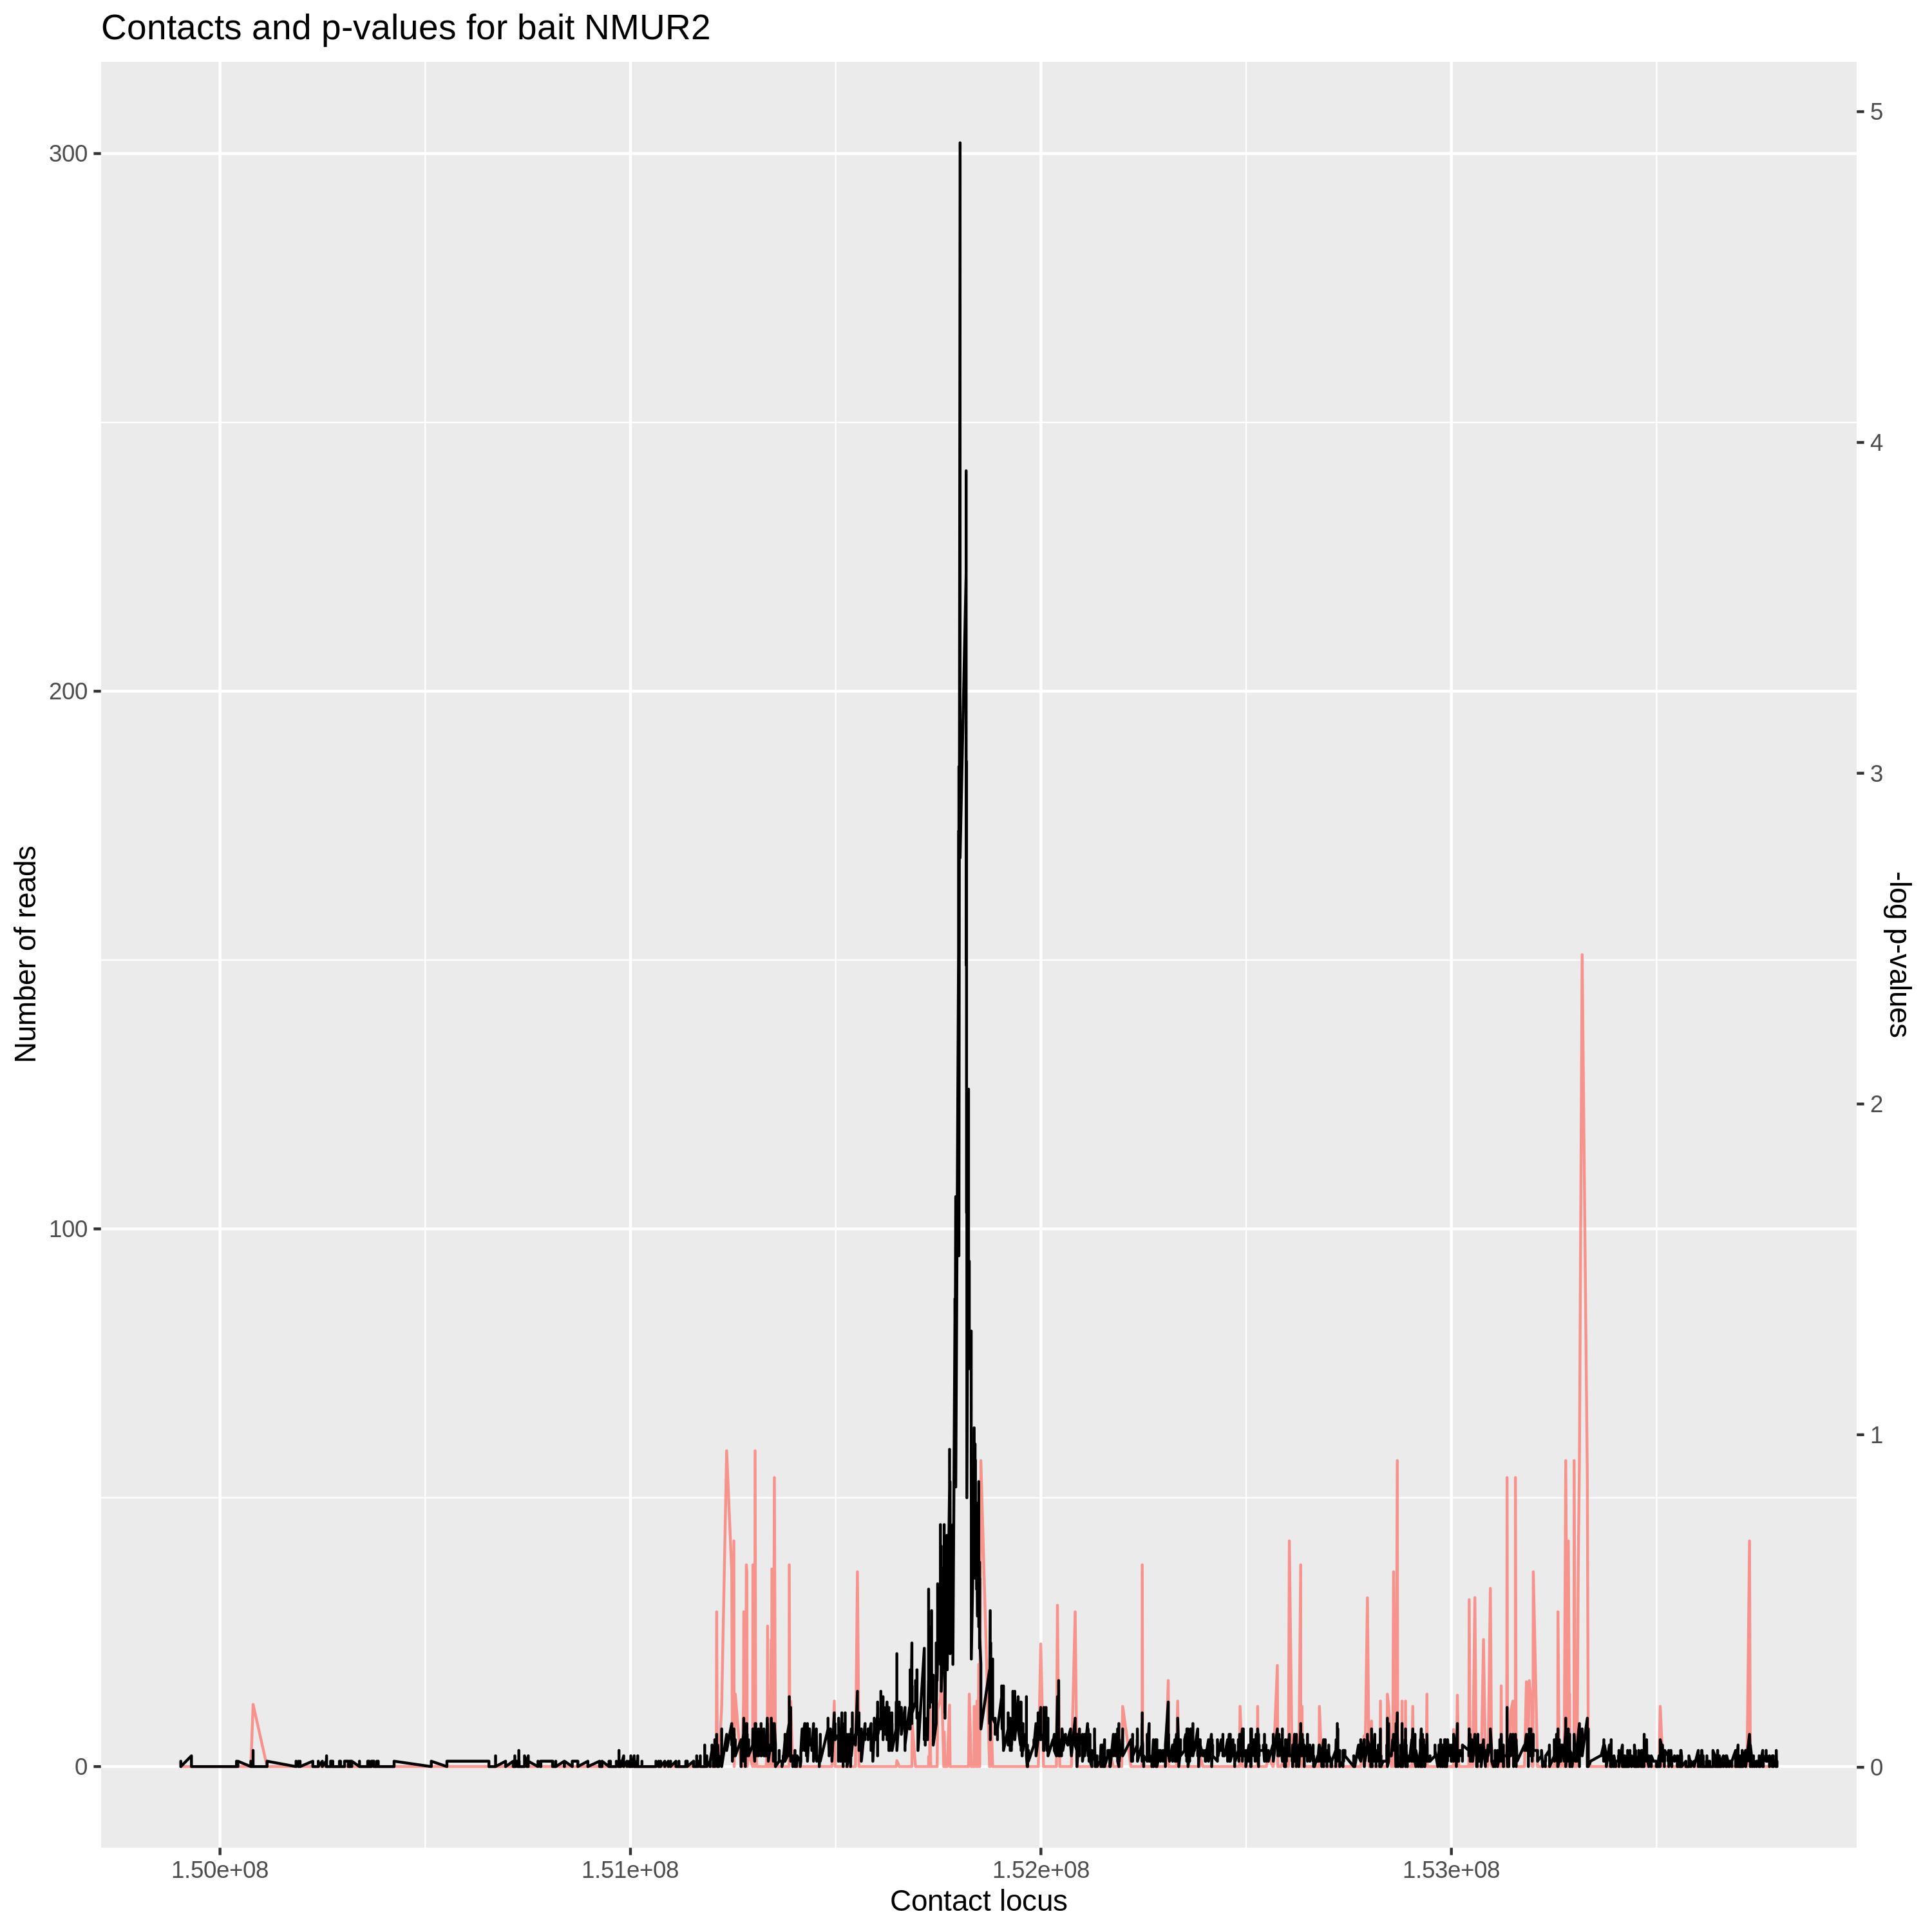 Contacts and p-values for bait NMUR2
Number of reads
300
200
100
0
5
4
3
2
1
0
-log p-values
1.50e+08
1.51e+08
1.52e+08
1.53e+08
Contact locus